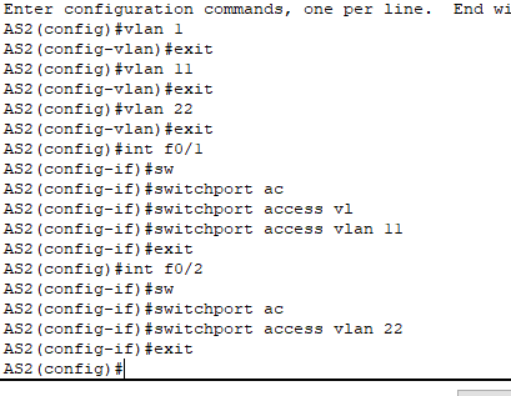 Enter configuration commands, one per line.  End wi
AS2(config)#vlan 1
AS2(config-vlan)#exit
AS2(config)#vlan 11
AS2(config-vlan)#exit
AS2(config)#vlan 22
AS2(config-vlan)#exit
AS2(config)#int f0/1
AS2(config-if)#sw
AS2(config-if)#switchport ac
AS2(config-if)#switchport access vl
AS2(config-if)#switchport access vlan 11
AS2(config-if)#exit
AS2(config)#int f0/2
AS2(config-if)#sw
AS2(config-if)#switchport ac
AS2(config-if)#switchport access vlan 22
AS2(config-if)#exit
AS2(config)#